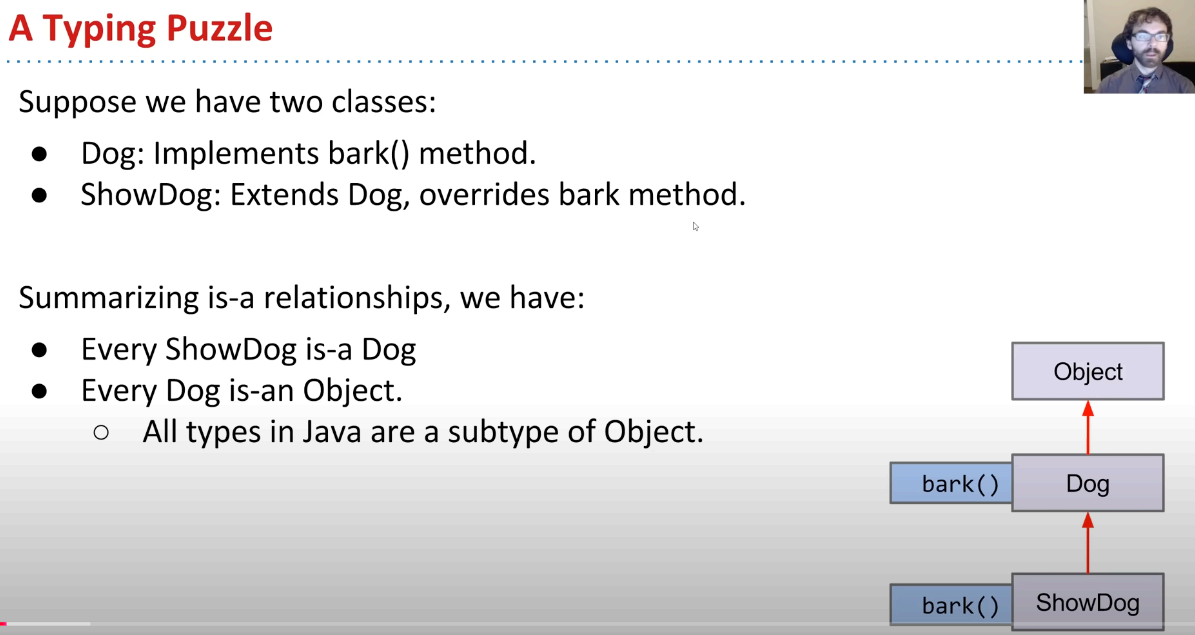 A Typing Puzzle
Suppose we have two classes:
● Dog: Implements bark() method.
● ShowDog: Extends Dog, overrides bark method.
Summarizing is-a relationships, we have:
● Every ShowDog is-a Dog
● Every Dog is-an Object.
○ All types in Java are a subtype of Object.
Object
bark() Dog
bark() ShowDog